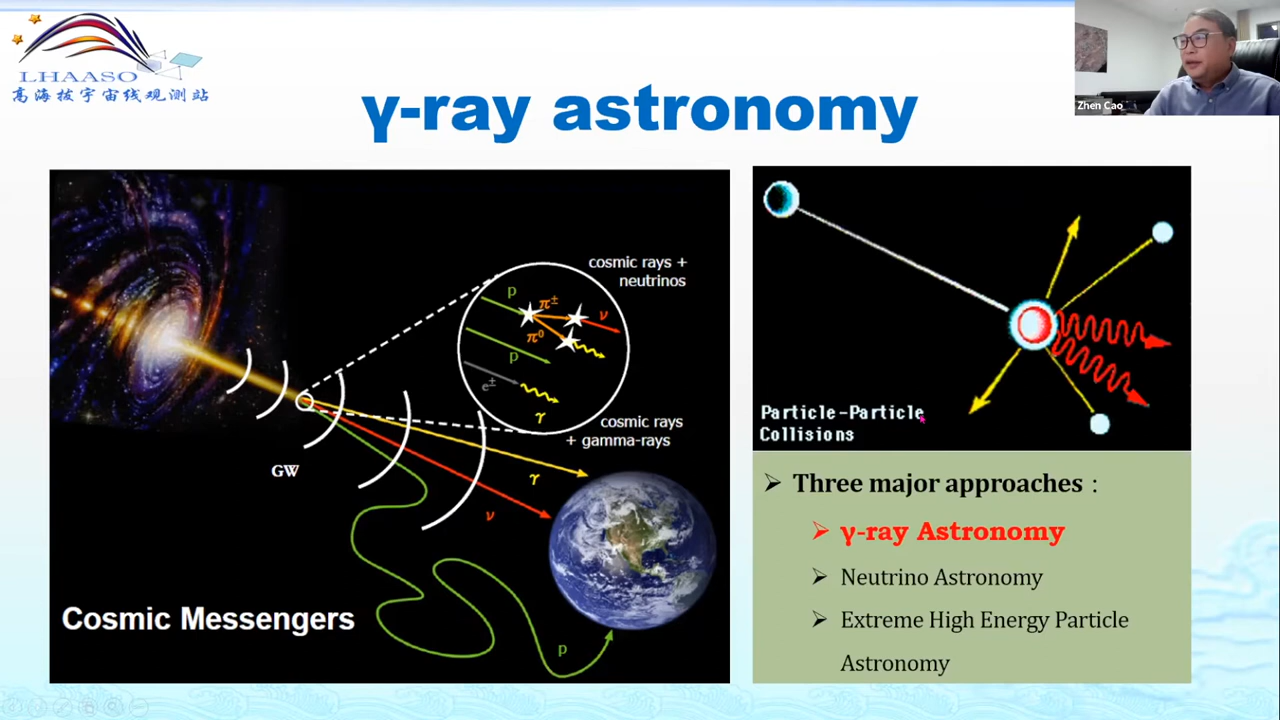 LHAASO
高海拔宇宙线观测站
γ-ray astronomy
Zhen Cao
cosmic rays +
neutrinos
p
π±
ν
π⁰
p
e±
γ
cosmic rays
+ gamma-rays
GW
γ
ν
p
Cosmic Messengers
Particle-Particle
Collisions
➢ Three major approaches :
➢ γ-ray Astronomy
➢ Neutrino Astronomy
➢ Extreme High Energy Particle
Astronomy